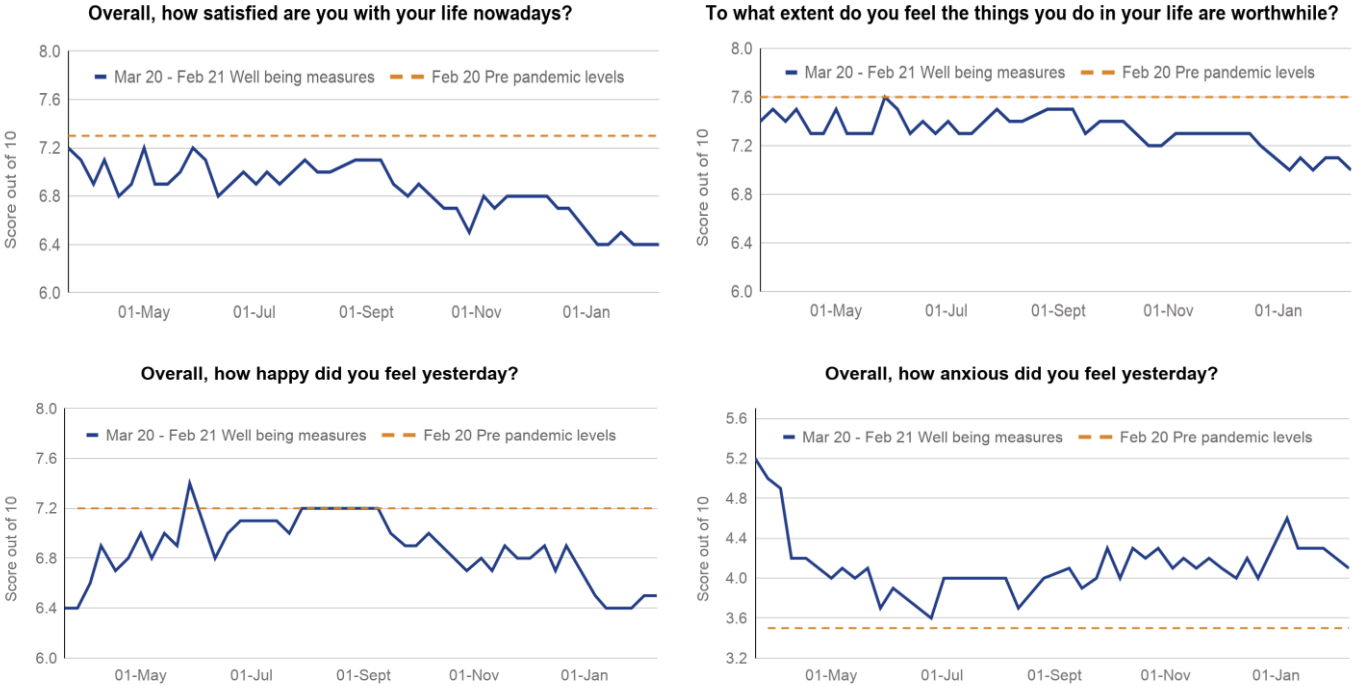 Overall, how satisfied are you with your life nowadays?
Score out of 10
8.0
7.6
7.2
6.8
6.4
6.0
Mar 20 - Feb 21 Well being measures
Feb 20 Pre pandemic levels
01-May
01-Jul
01-Sept
01-Nov
01-Jan
To what extent do you feel the things you do in your life are worthwhile?
Score out of 10
8.0
7.6
7.2
6.8
6.4
6.0
Mar 20 - Feb 21 Well being measures
Feb 20 Pre pandemic levels
01-May
01-Jul
01-Sept
01-Nov
01-Jan
Overall, how happy did you feel yesterday?
Score out of 10
8.0
7.6
7.2
6.8
6.4
6.0
Mar 20 - Feb 21 Well being measures
Feb 20 Pre pandemic levels
01-May
01-Jul
01-Sept
01-Nov
01-Jan
Overall, how anxious did you feel yesterday?
Score out of 10
5.6
5.2
4.8
4.4
4.0
3.6
3.2
Mar 20 - Feb 21 Well being measures
Feb 20 Pre pandemic levels
01-May
01-Jul
01-Sept
01-Nov
01-Jan